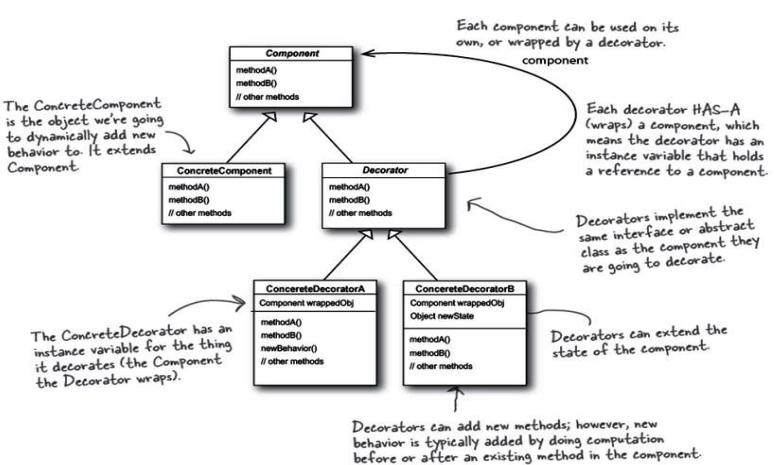 Each component can be used on its
own, or wrapped by a decorator.
component
Component
methodA()
methodB()
// other methods
The ConcreteComponent
is the object we're going
to dynamically add new
behavior to. It extends
Component.
Each decorator HAS-A
(wraps) a component, which
means the decorator has an
instance variable that holds
a reference to a component.
ConcreteComponent
methodA()
methodB()
// other methods
Decorator
methodA()
methodB()
// other methods
Decorators implement the
same interface or abstract
class as the component they
are going to decorate.
ConcereteDecoratorA
Component wrappedObj
methodA()
methodB()
newBehavior()
// other methods
ConcereteDecoratorB
Component wrappedObj
Object newState
methodA()
methodB()
// other methods
The ConcreteDecorator has an
instance variable for the thing
it decorates (the Component
the Decorator wraps).
Decorators can extend the
state of the component.
Decorators can add new methods; however, new
behavior is typically added by doing computation
before or after an existing method in the component.